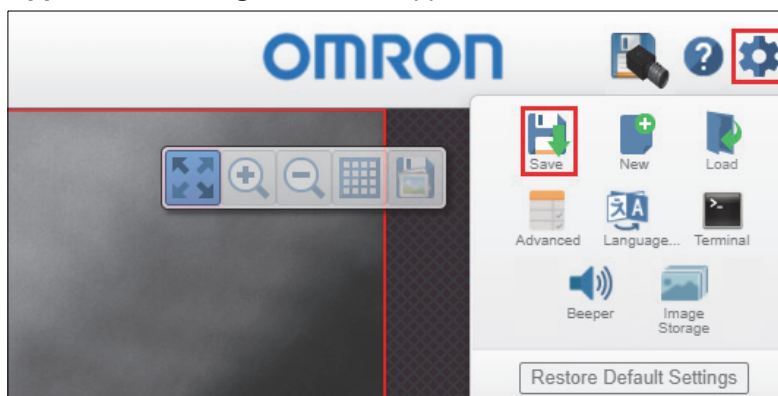 OMRON
?
Save
New
Load
Advanced
Language...
Terminal
Beeper
Image
Storage
Restore Default Settings